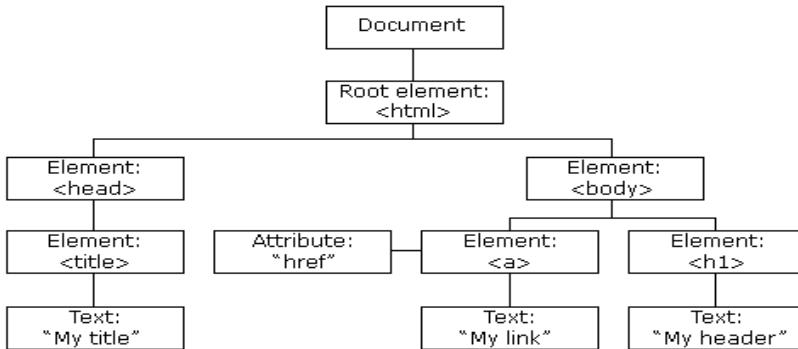 Document
Root element:
<html>
Element:
<head>
Element:
<body>
Element:
<title>
Attribute:
“href”
Element:
<a>
Element:
<h1>
Text:
“My title”
Text:
“My link”
Text:
“My header”